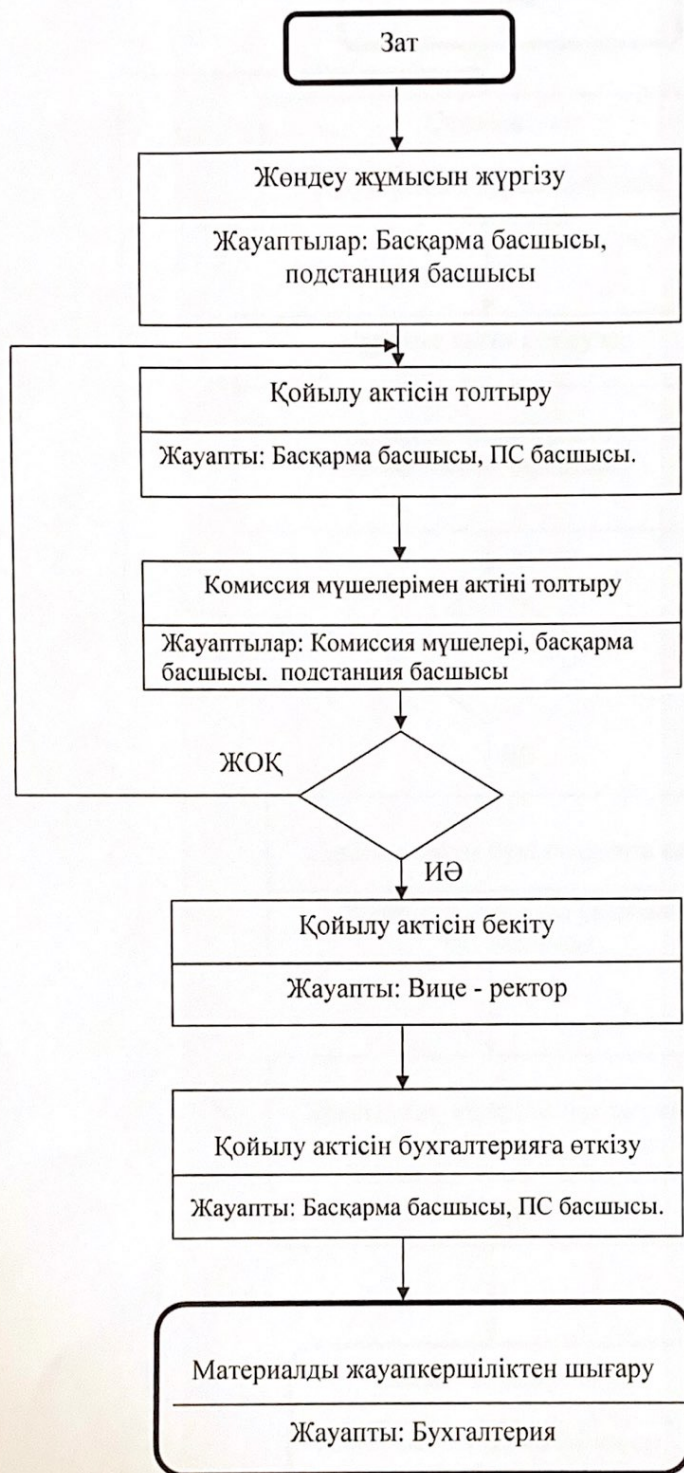 Зат
Жөндеу жұмысын жүргізу
Жауаптылар: Басқарма басшысы,
подстанция басшысы
Қойылу актісін толтыру
Жауапты: Басқарма басшысы, ПС басшысы.
Комиссия мүшелерімен актіні толтыру
Жауаптылар: Комиссия мүшелері, басқарма
басшысы. подстанция басшысы
ЖОҚ
ИӘ
Қойылу актісін бекіту
Жауапты: Вице - ректор
Қойылу актісін бухгалтерияға өткізу
Жауапты: Басқарма басшысы, ПС басшысы.
Материалды жауапкершіліктен шығару
Жауапты: Бухгалтерия